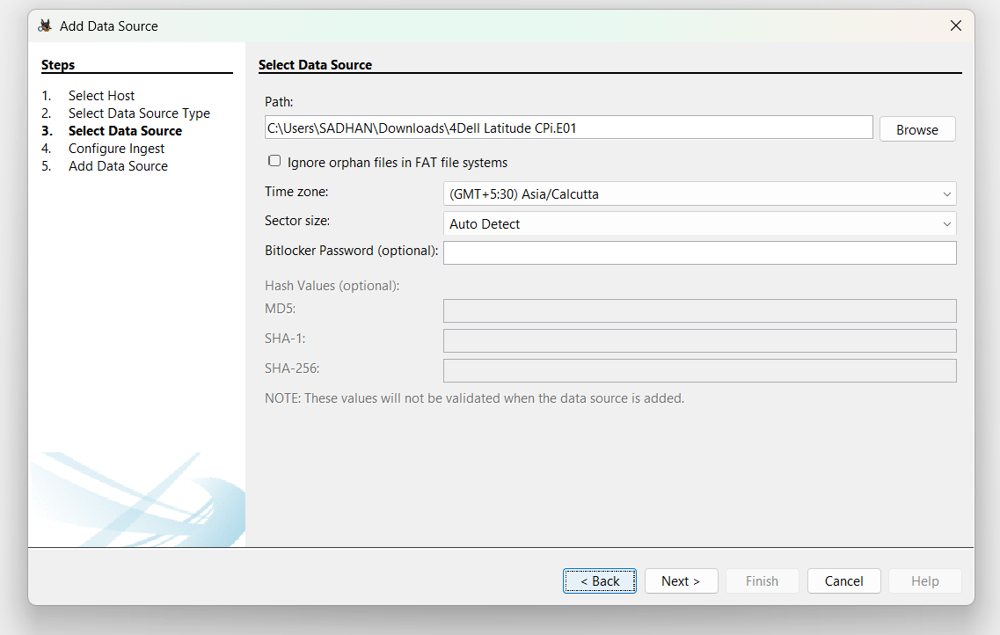 Add Data Source
Steps
1. Select Host
2. Select Data Source Type
3. Select Data Source
4. Configure Ingest
5. Add Data Source
Select Data Source
Path:
C:\Users\SADHAN\Downloads\4Dell Latitude CPi.E01
Browse
Ignore orphan files in FAT file systems
Time zone: (GMT+5:30) Asia/Calcutta
Sector size: Auto Detect
Bitlocker Password (optional):
Hash Values (optional):
MD5:
SHA-1:
SHA-256:
NOTE: These values will not be validated when the data source is added.
< Back Next > Finish Cancel Help